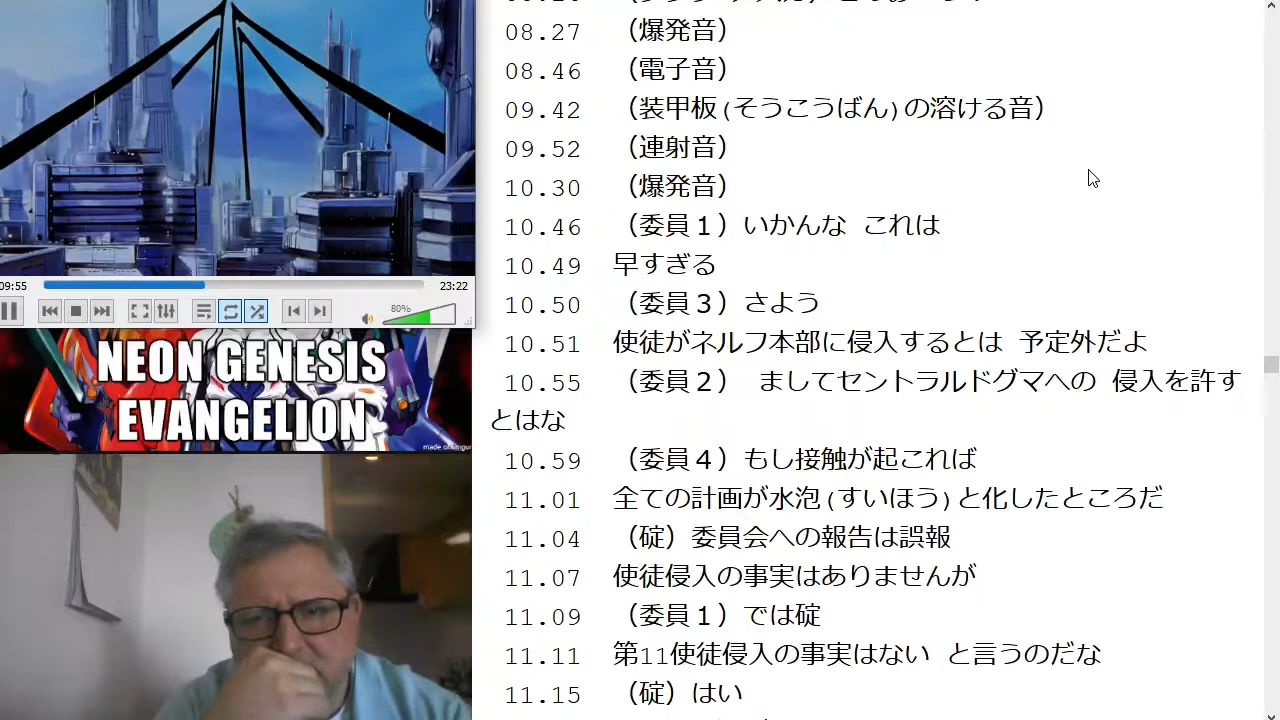 08.27 （爆発音）
08.46 （電子音）
09.42 （装甲板(そうこうばん)の溶ける音）
09.52 （連射音）
10.30 （爆発音）
10.46 （委員１）いかんな これは
10.49 早すぎる
10.50 （委員３）さよう
10.51 使徒がネルフ本部に侵入するとは 予定外だよ
10.55 （委員２） ましてセントラルドグマへの 侵入を許す
とはな
10.59 （委員４）もし接触が起これば
11.01 全ての計画が水泡(すいほう)と化したところだ
11.04 （碇）委員会への報告は誤報
11.07 使徒侵入の事実はありませんが
11.09 （委員１）では碇
11.11 第11使徒侵入の事実はない と言うのだな
11.15 （碇）はい
09:55
23:22
80%
NEON GENESIS
EVANGELION